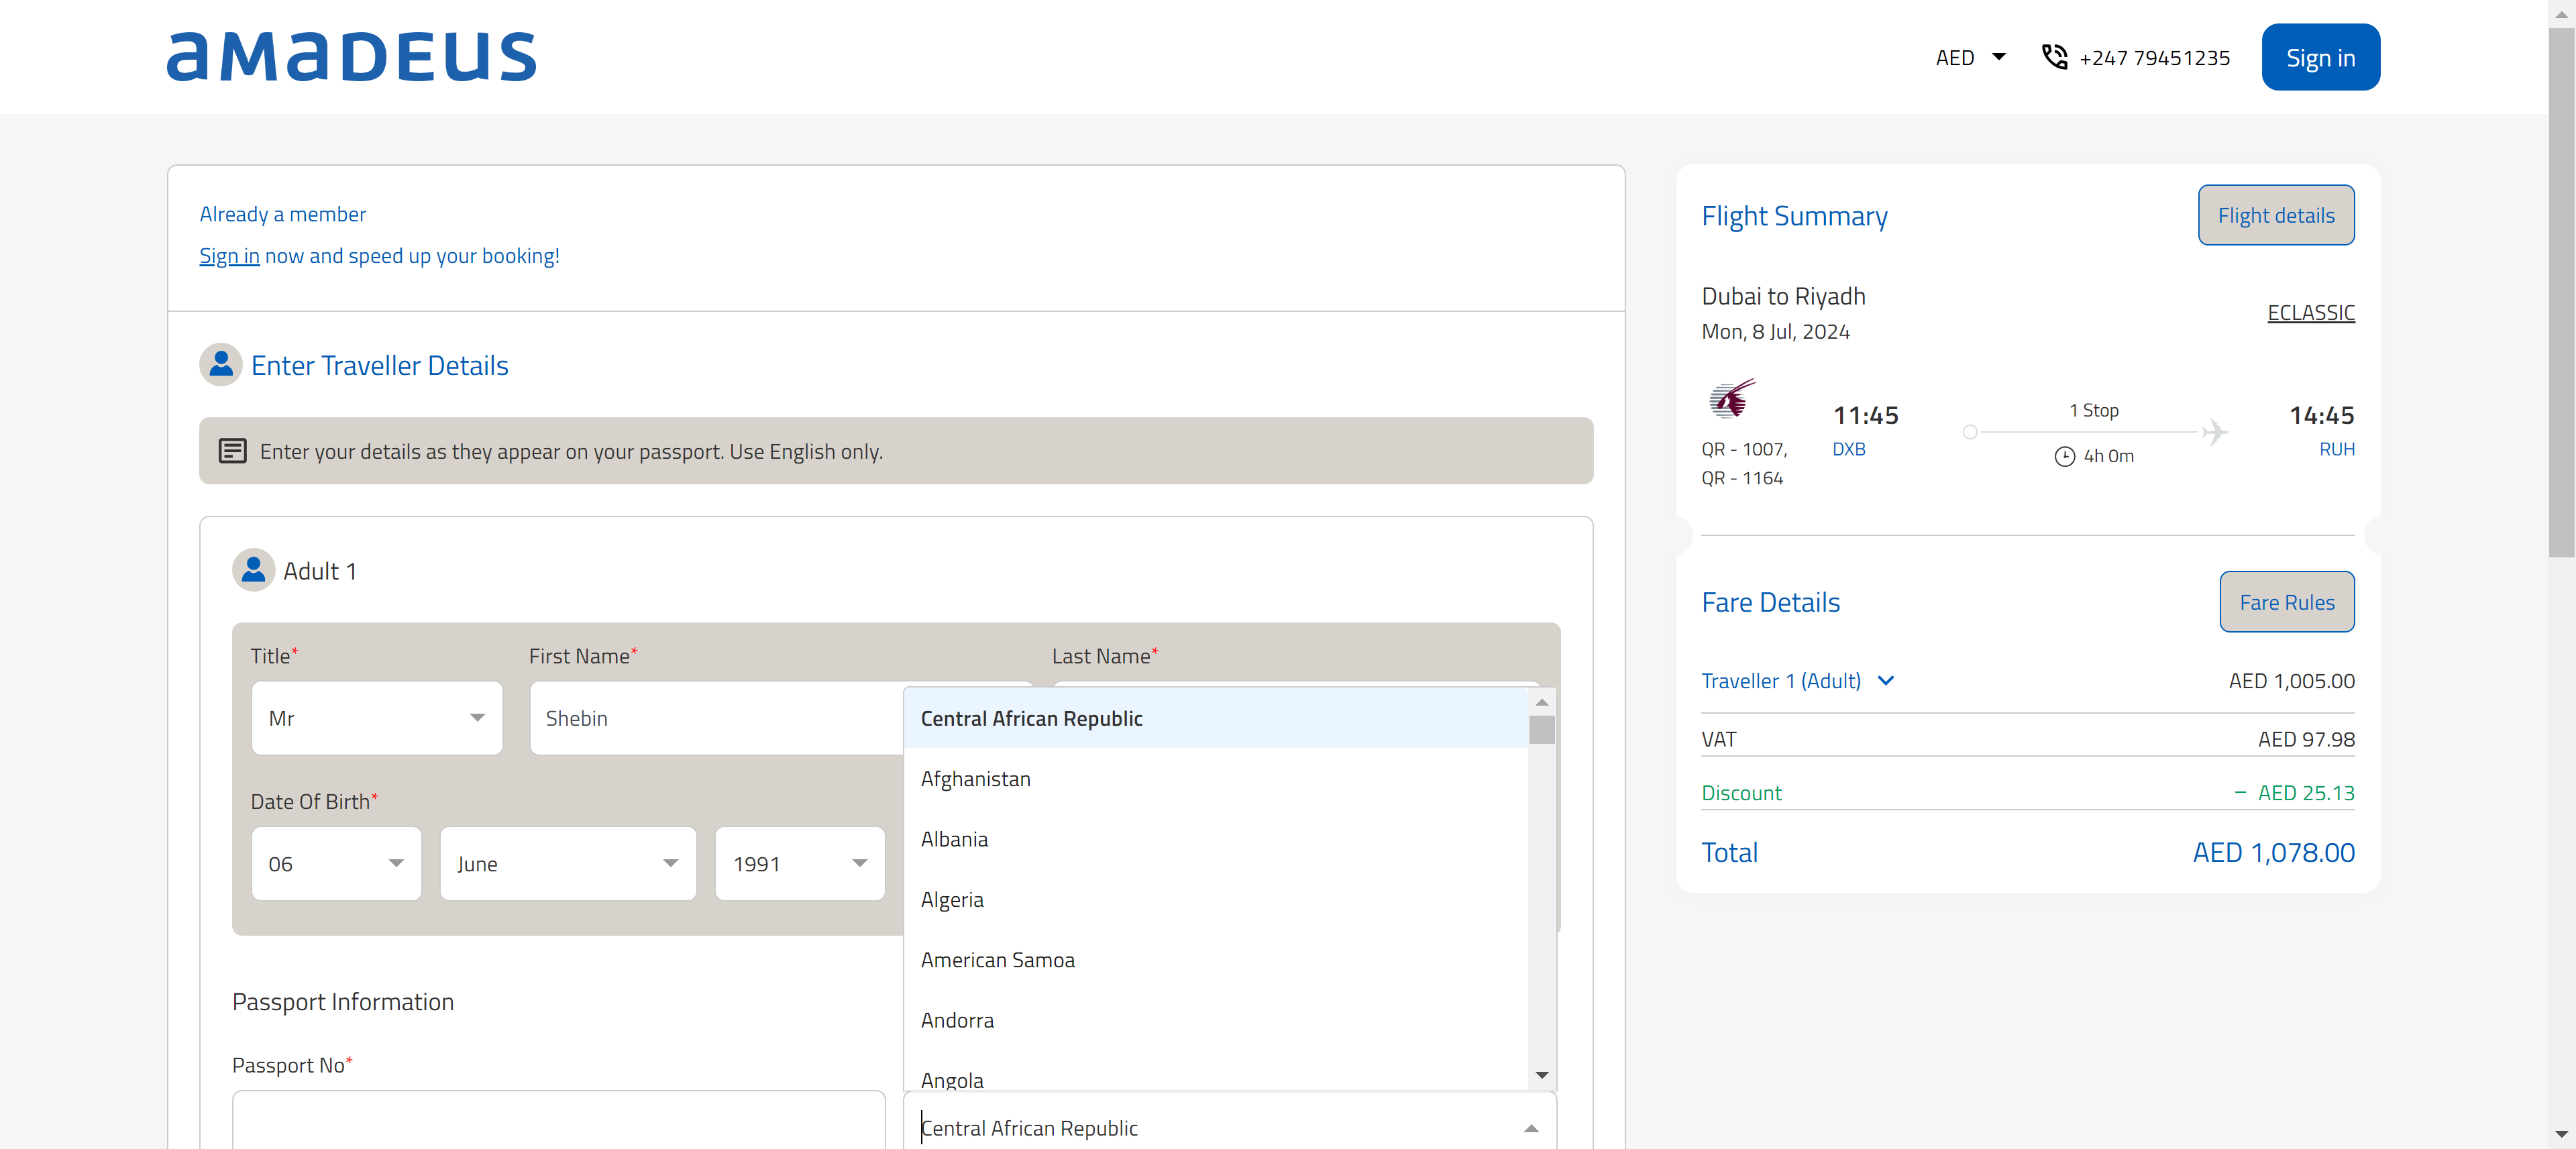 amadeus
AED
+247 79451235
Sign in
Already a member
Sign in now and speed up your booking!
Enter Traveller Details
Enter your details as they appear on your passport. Use English only.
Adult 1
Title*
First Name*
Last Name*
Mr
Shebin
Date Of Birth*
06
June
1991
Central African Republic
Afghanistan
Albania
Algeria
American Samoa
Andorra
Angola
Passport Information
Passport No*
Central African Republic
Flight Summary
Flight details
Dubai to Riyadh
Mon, 8 Jul, 2024
ECLASSIC
11:45
1 Stop
14:45
QR - 1007,
QR - 1164
DXB
4h 0m
RUH
Fare Details
Fare Rules
Traveller 1 (Adult)
AED 1,005.00
VAT
AED 97.98
Discount
− AED 25.13
Total
AED 1,078.00